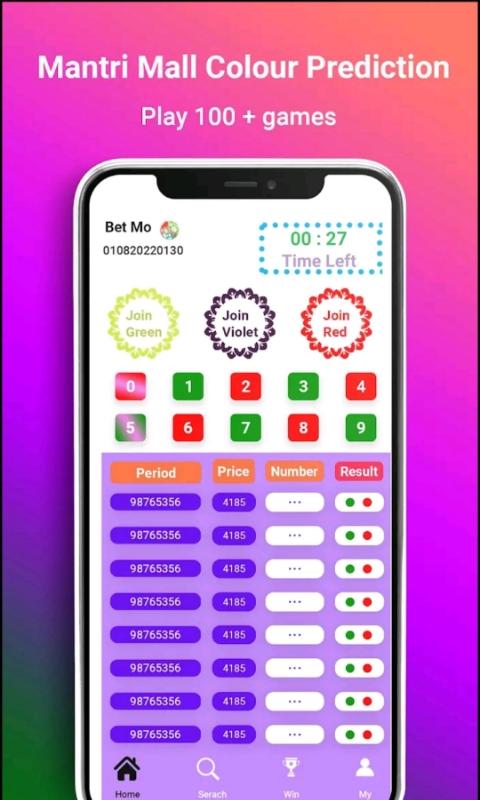 Mantri Mall Colour Prediction
Play 100 + games
Bet Mo
010820220130
00 : 27
Time Left
Join
Green
Join
Violet
Join
Red
0 1 2 3 4
5 6 7 8 9
Period Price Number Result
98765356 4185 ...
98765356 4185 ...
98765356 4185 ...
98765356 4185 ...
98765356 4185 ...
98765356 4185 ...
98765356 4185 ...
98765356 4185 ...
Home Serach Win My